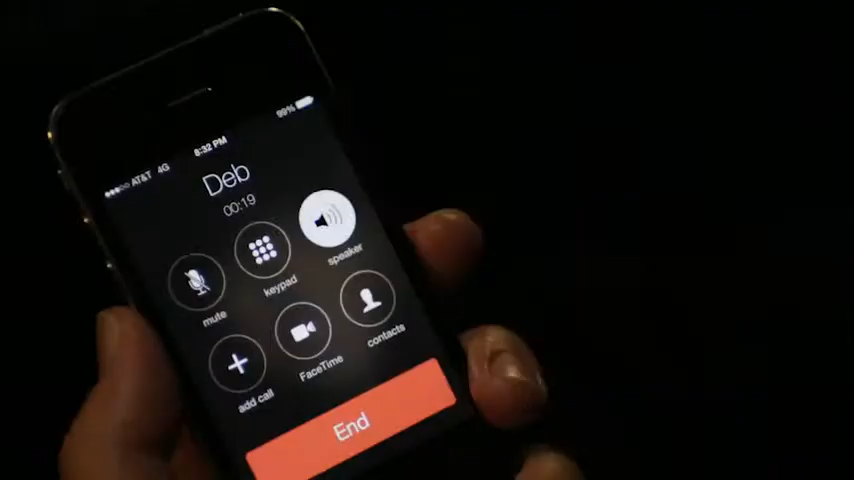 AT&T 4G 8:32 PM 99%
Deb
00:19
mute keypad speaker
add call FaceTime contacts
End